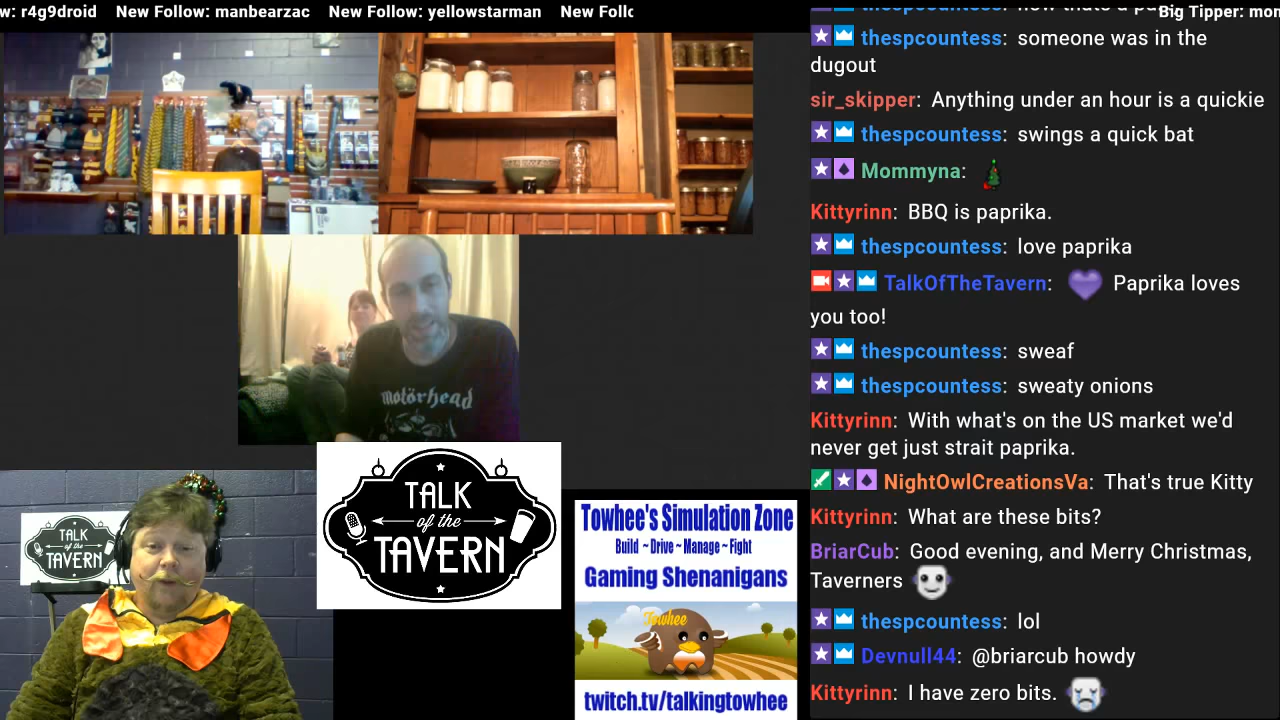 w: r4g9droid New Follow: manbearzac New Follow: yellowstarman New Follo
Big Tipper: mon
thespcountess: someone was in the
dugout
sir_skipper: Anything under an hour is a quickie
thespcountess: swings a quick bat
Mommyna:
Kittyrinn: BBQ is paprika.
thespcountess: love paprika
TalkOfTheTavern: Paprika loves
you too!
thespcountess: sweaf
thespcountess: sweaty onions
Kittyrinn: With what's on the US market we'd
never get just strait paprika.
NightOwlCreationsVa: That's true Kitty
Kittyrinn: What are these bits?
BriarCub: Good evening, and Merry Christmas,
Taverners
thespcountess: lol
Devnull44: @briarcub howdy
Kittyrinn: I have zero bits.
motörhead
TALK
of the
TAVERN
TALK
of the
TAVERN
Towhee's Simulation Zone
Build ~ Drive ~ Manage ~ Fight
Gaming Shenanigans
Towhee
twitch.tv/talkingtowhee